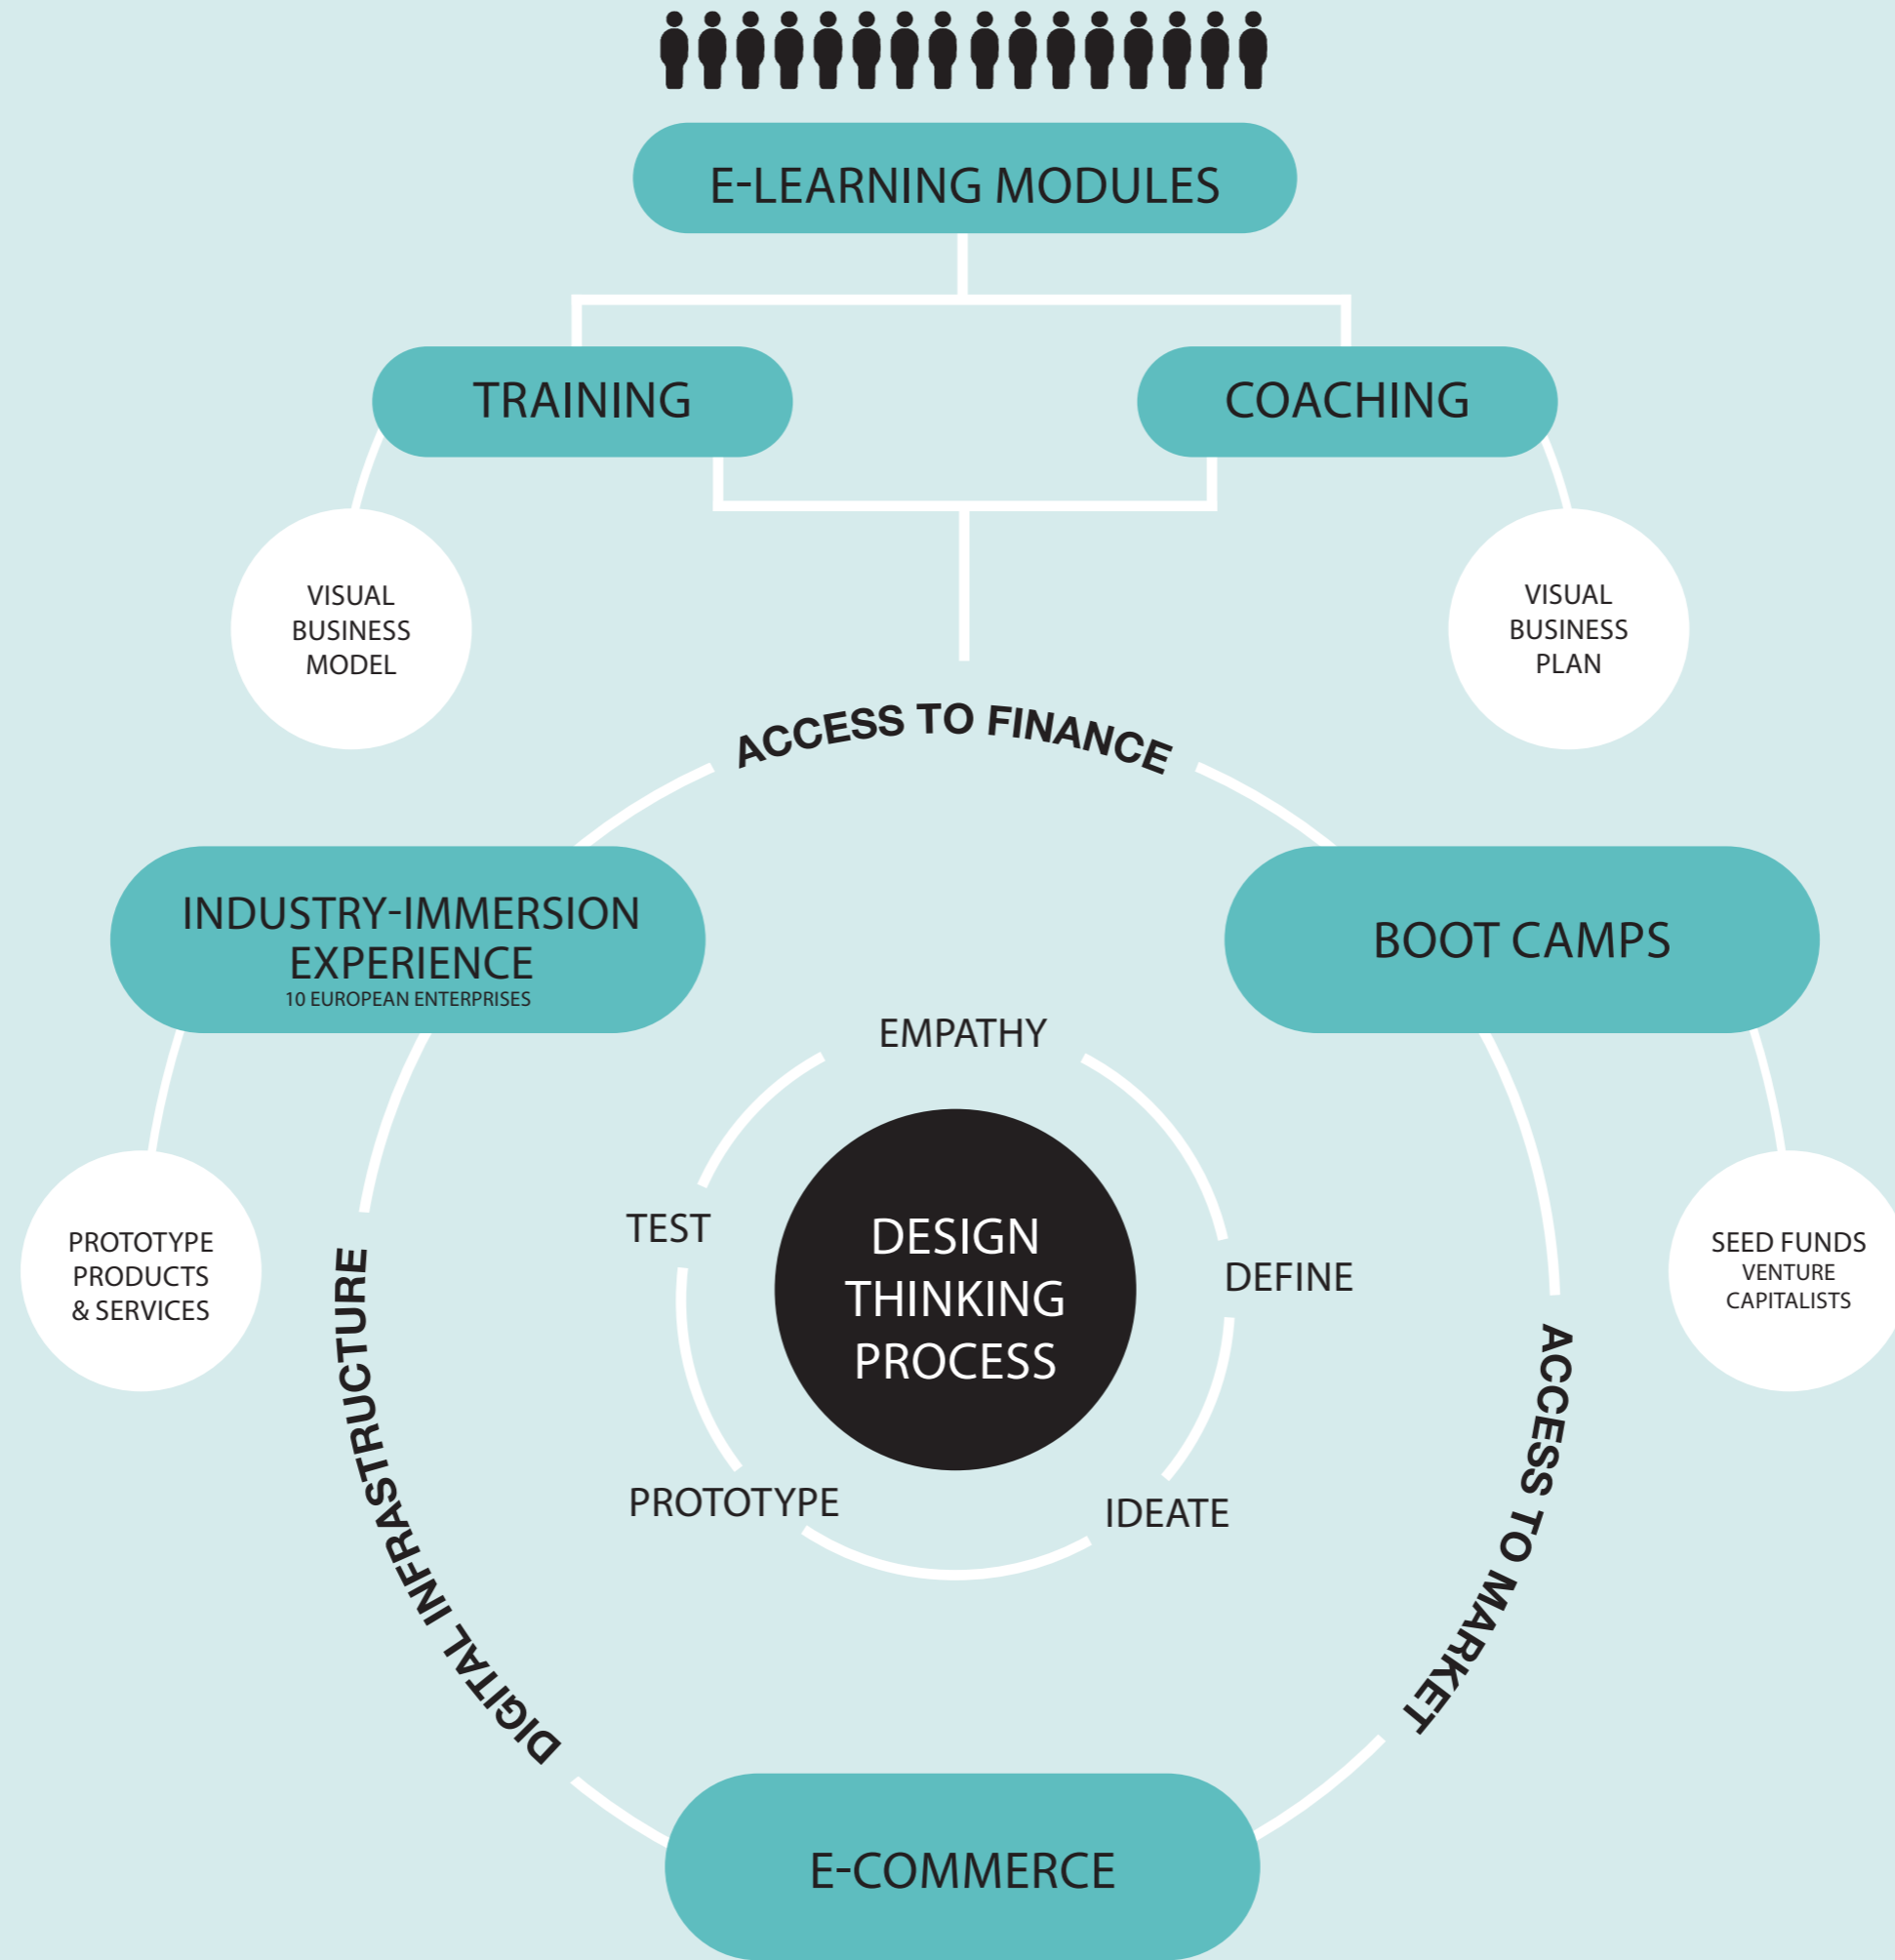 E-LEARNING MODULES
TRAINING
COACHING
VISUAL
BUSINESS
MODEL
VISUAL
BUSINESS
PLAN
ACCESS TO FINANCE
INDUSTRY-IMMERSION
EXPERIENCE
10 EUROPEAN ENTERPRISES
BOOT CAMPS
EMPATHY
TEST
DESIGN
THINKING
PROCESS
DEFINE
PROTOTYPE
IDEATE
PROTOTYPE
PRODUCTS
& SERVICES
SEED FUNDS
VENTURE
CAPITALISTS
DIGITAL INFRASTRUCTURE
ACCESS TO MARKET
E-COMMERCE